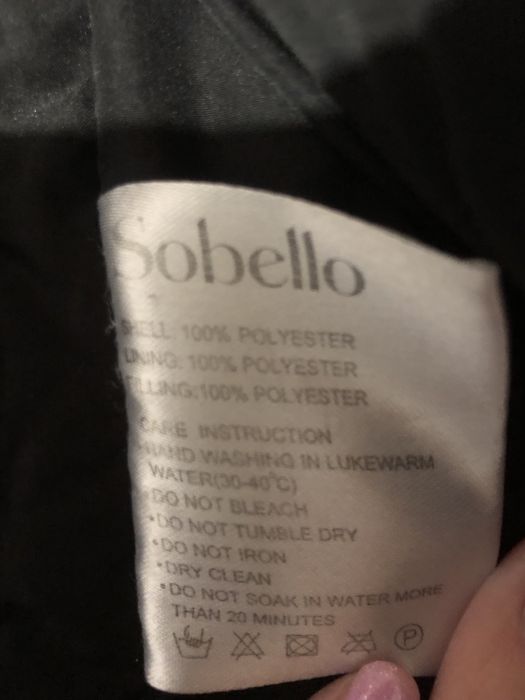 Sobello
SHELL: 100% POLYESTER
LINING: 100% POLYESTER
FILLING:100% POLYESTER
CARE INSTRUCTION
HAND WASHING IN LUKEWARM
WATER(30-40°C)
•DO NOT BLEACH
•DO NOT TUMBLE DRY
•DO NOT IRON
•DRY CLEAN
•DO NOT SOAK IN WATER MORE
THAN 20 MINUTES
P